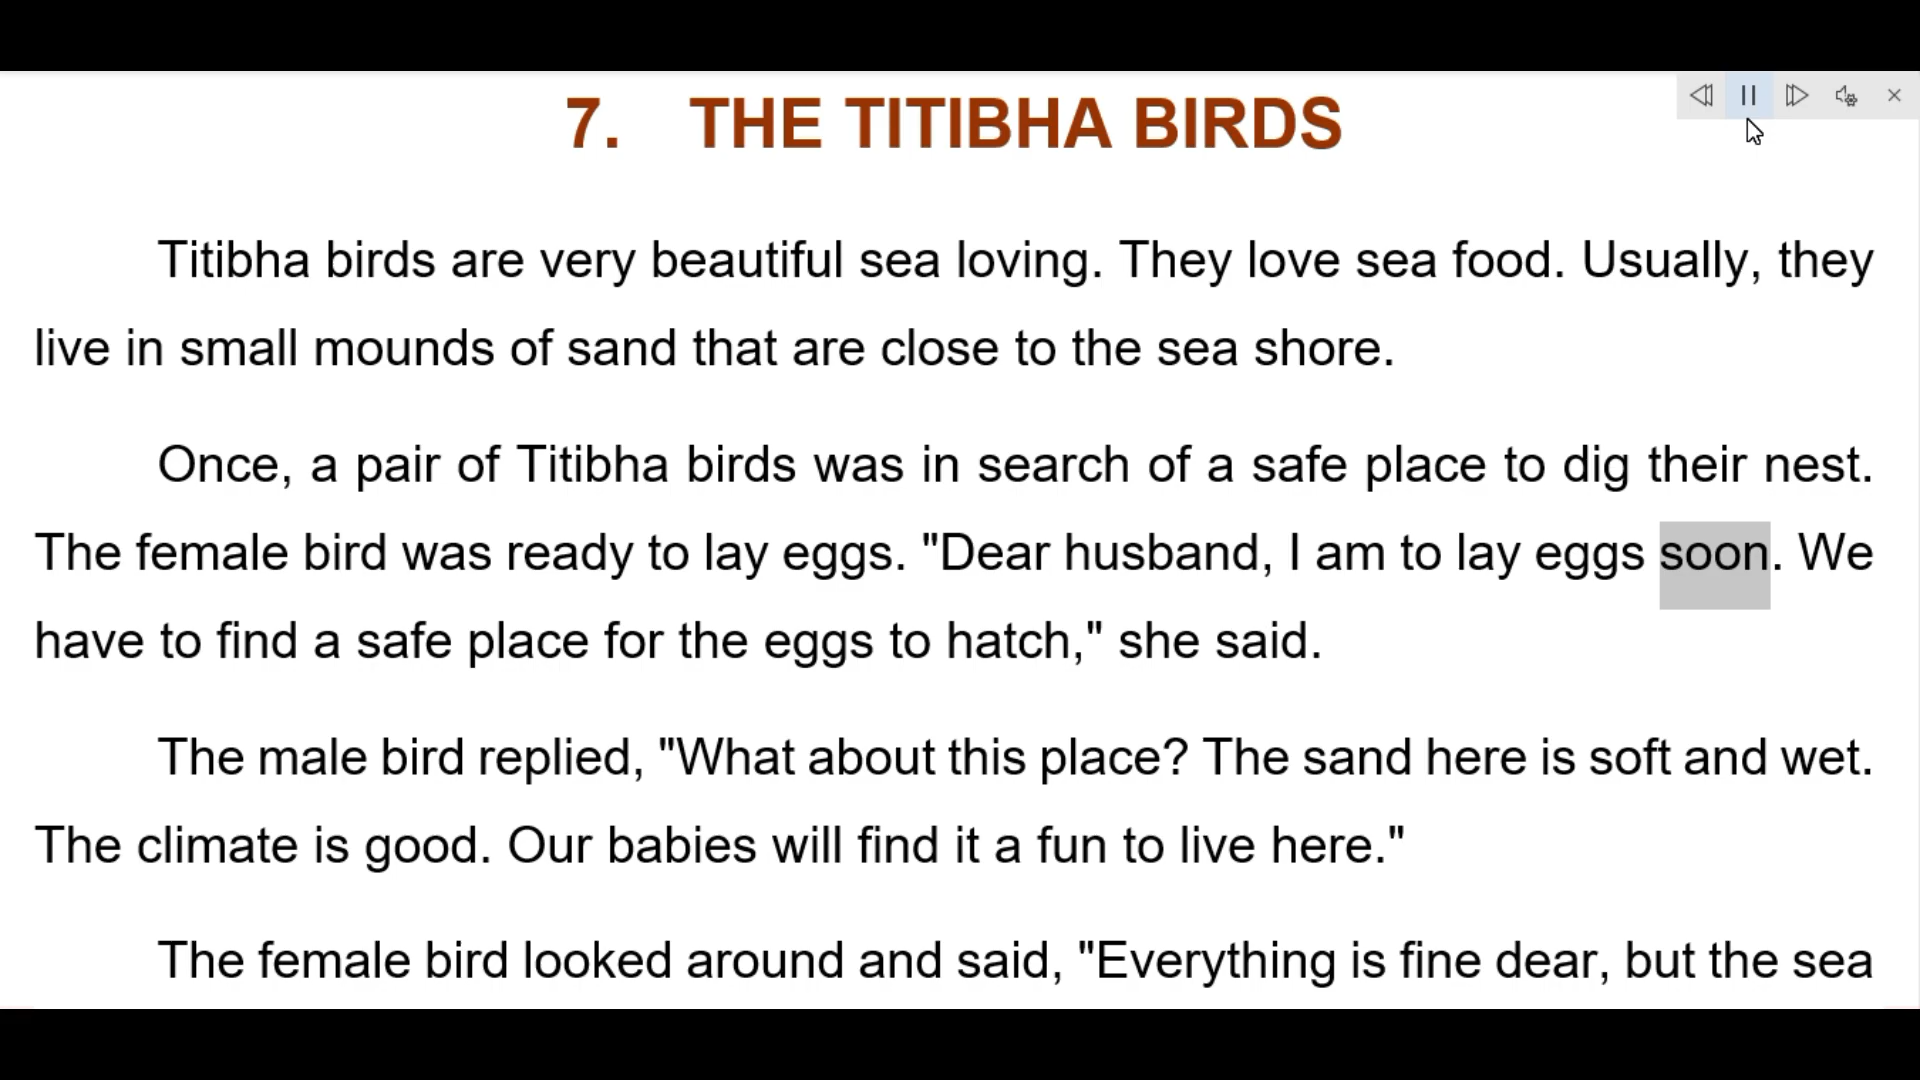 7. THE TITIBHA BIRDS
Titibha birds are very beautiful sea loving. They love sea food. Usually, they
live in small mounds of sand that are close to the sea shore.
Once, a pair of Titibha birds was in search of a safe place to dig their nest.
The female bird was ready to lay eggs. "Dear husband, I am to lay eggs soon. We
have to find a safe place for the eggs to hatch," she said.
The male bird replied, "What about this place? The sand here is soft and wet.
The climate is good. Our babies will find it a fun to live here."
The female bird looked around and said, "Everything is fine dear, but the sea